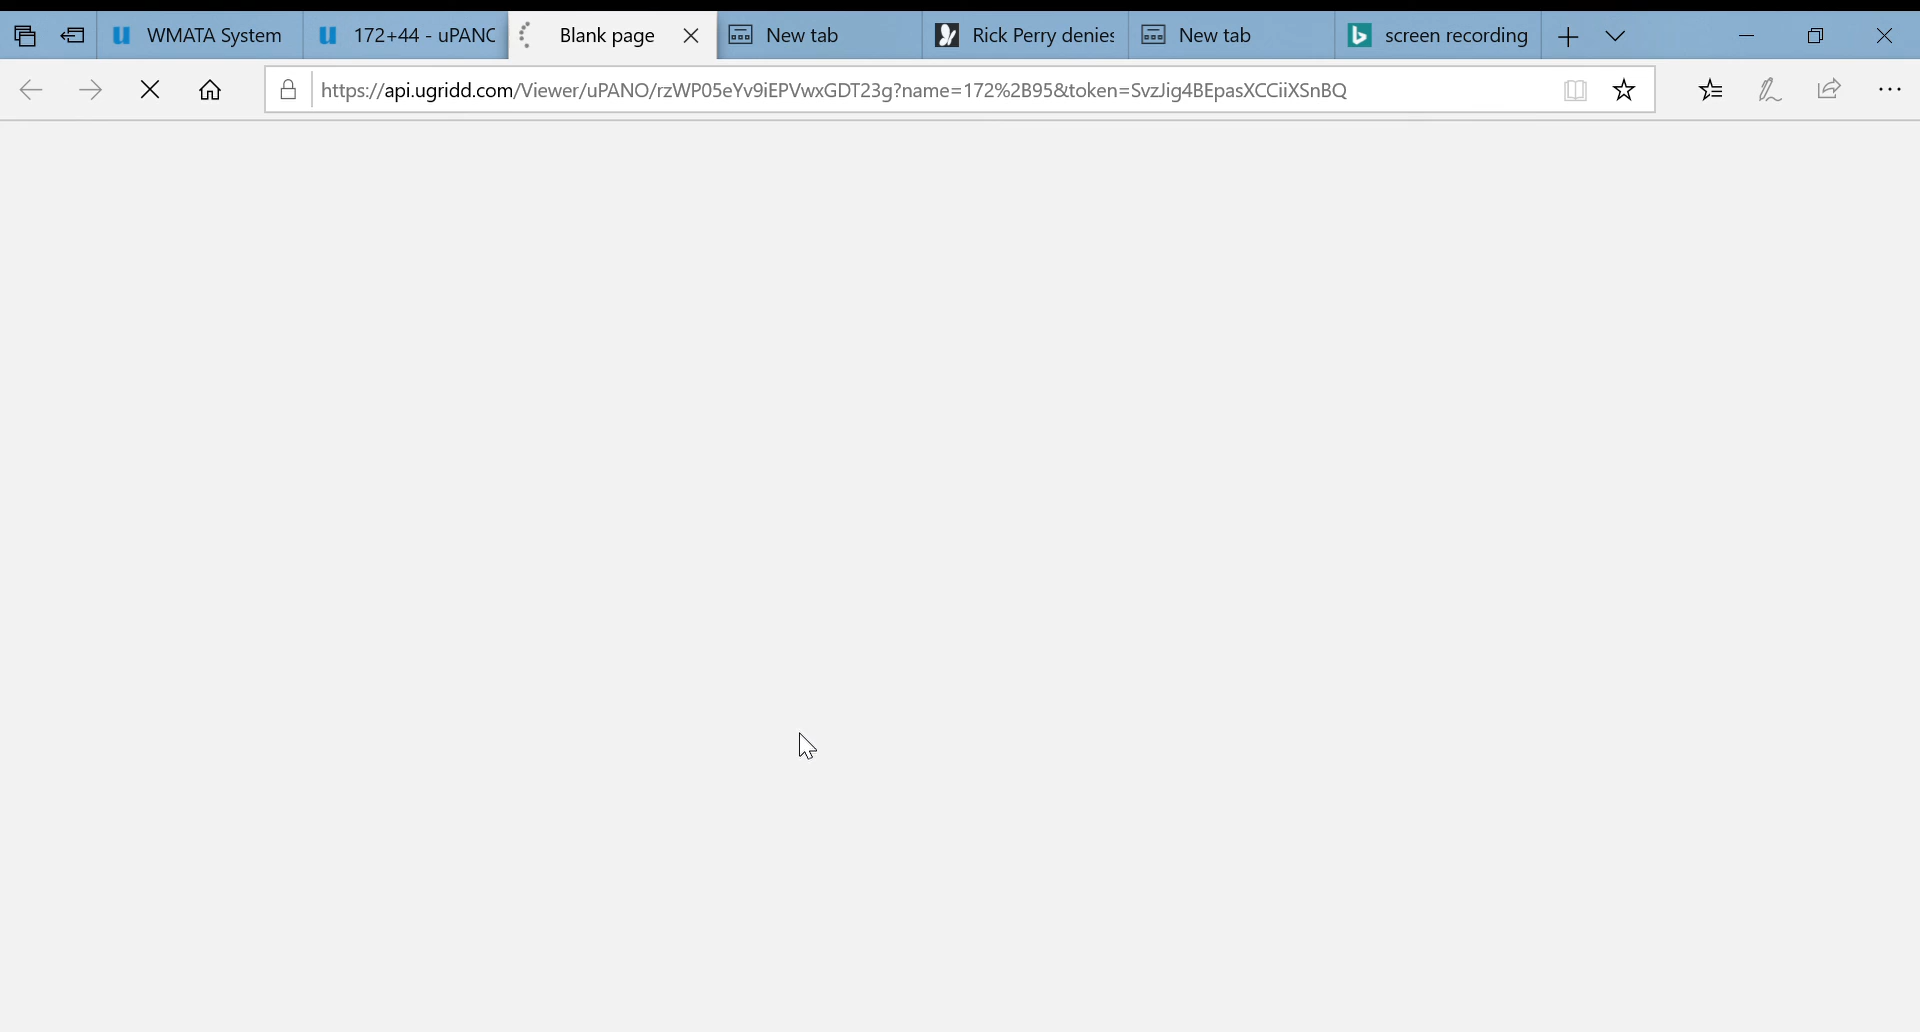 WMATA System
172+44 - uPANC
Blank page
New tab
Rick Perry denies
New tab
screen recording
https://api.ugridd.com/Viewer/uPANO/rzWP05eYv9iEPVwxGDT23g?name=172%2B95&token=SvzJig4BEpasXCCiiXSnBQ